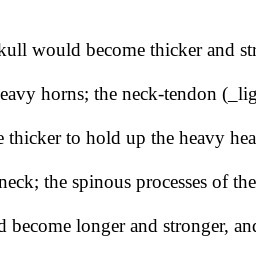 kull would become thicker and str
eavy horns; the neck-tendon (_lig
e thicker to hold up the heavy hea
neck; the spinous processes of the
d become longer and stronger, and